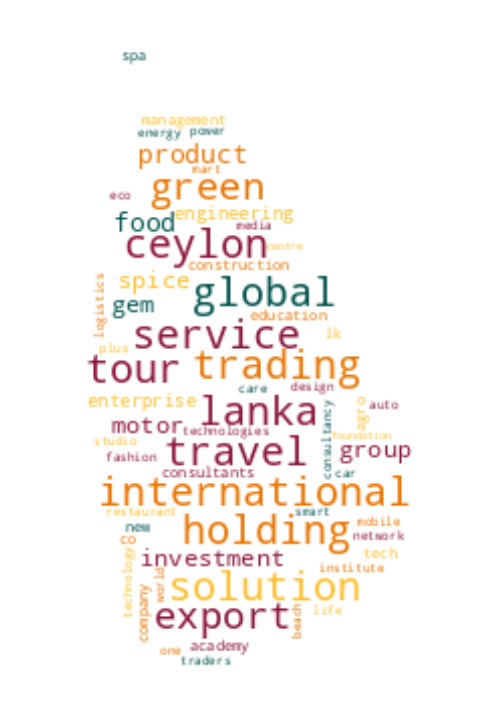 spa
management
energy power
product
mart
green
eco
food engineering
media
ceylon centre
construction
spice
logistics
gem global
education
service lk
plus
tour trading
care design
enterprise lanka agro auto
motor technologies consultancy
studio foundation
fashion travel group
consultants car
international
restaurant smart
new holding mobile
co network
investment tech
technology world institute
company solution
export beach life
one academy
traders